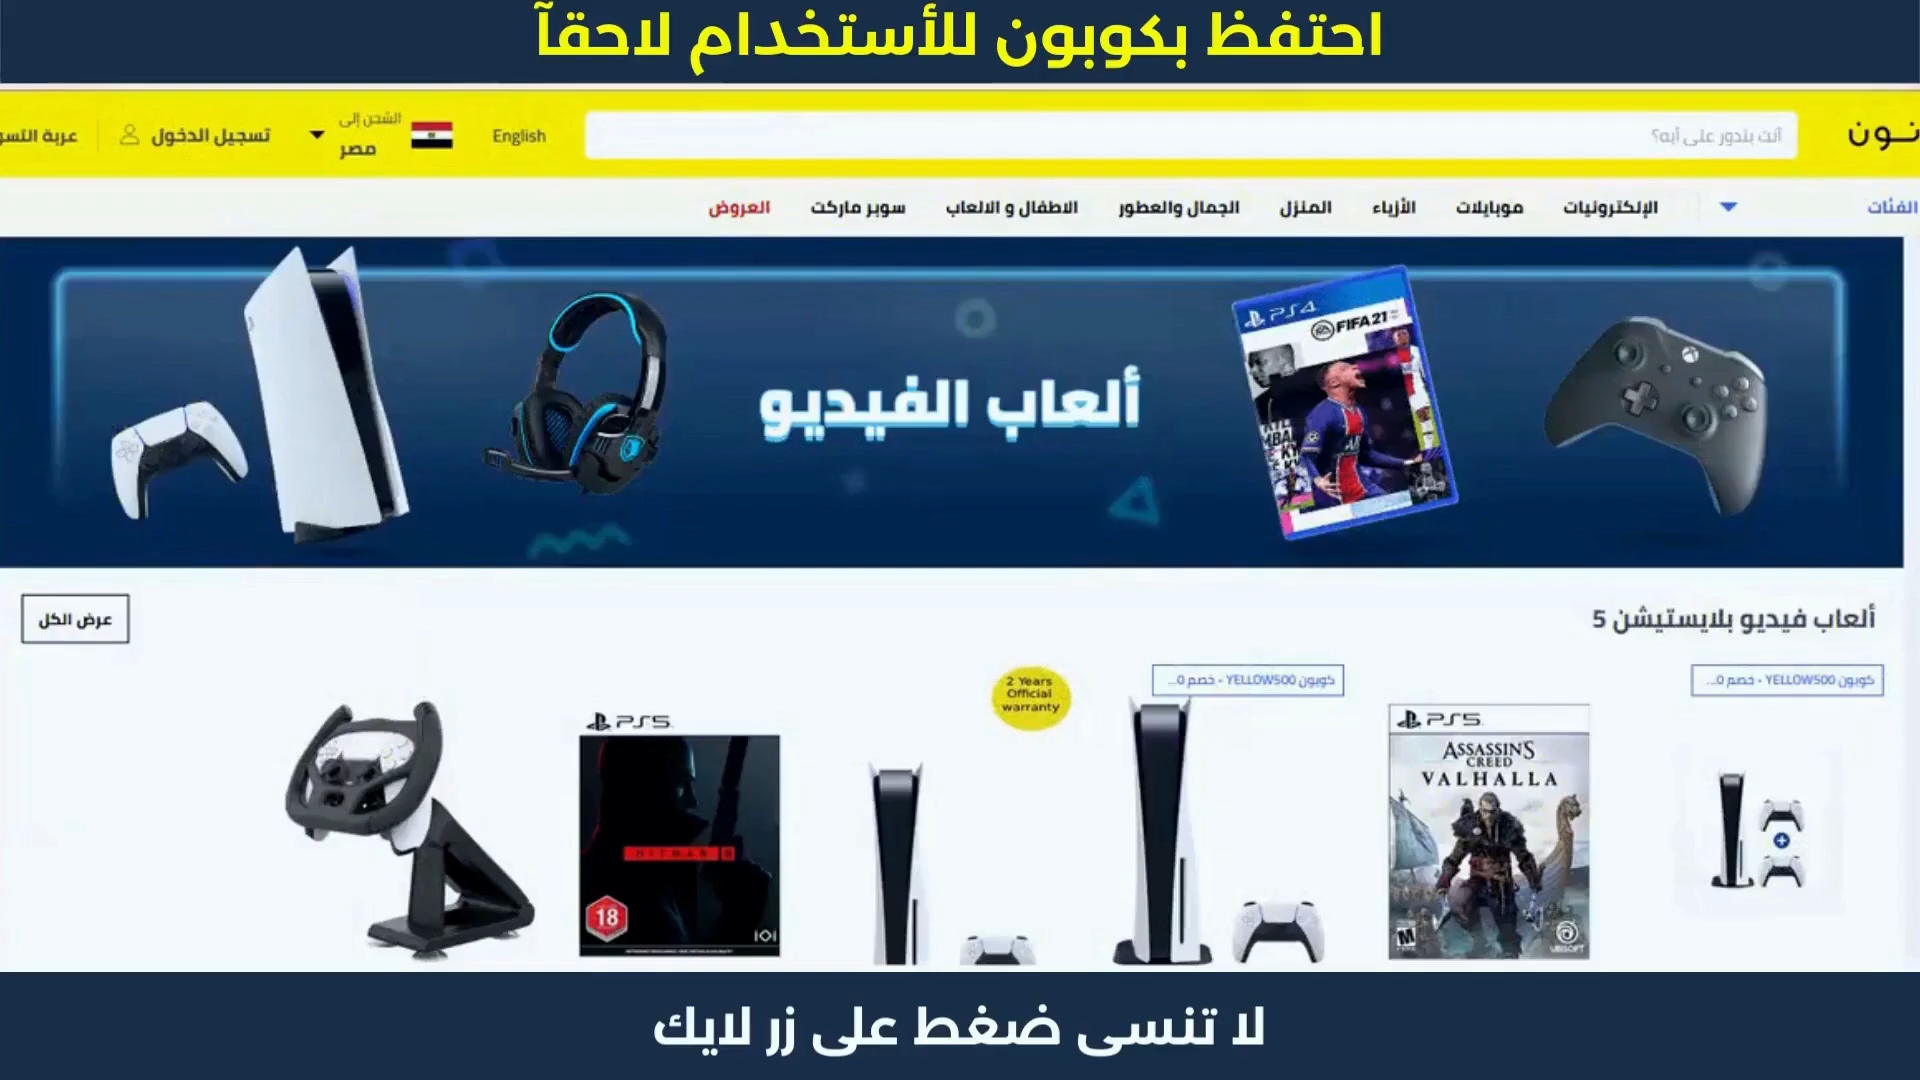 احتفظ بكوبون للأستخدام لاحقآ
نون
أنت بتدور على أيه؟
English
الشحن إلى
مصر
تسجيل الدخول
عربة التسو
الفئات
الإلكترونيات
موبايلات
الأزياء
المنزل
الجمال والعطور
الاطفال و الالعاب
سوبر ماركت
العروض
PS4
FIFA 21
ألعاب الفيديو
ألعاب فيديو بلايستيشن 5
عرض الكل
كوبون YELLOW500 - خصم 0...
كوبون YELLOW500 - خصم 0...
2 Years
Official
warranty
PS5
ASSASSIN'S
CREED
VALHALLA
M
UBISOFT
PS5
HITMAN
18
لا تنسى ضغط على زر لايك